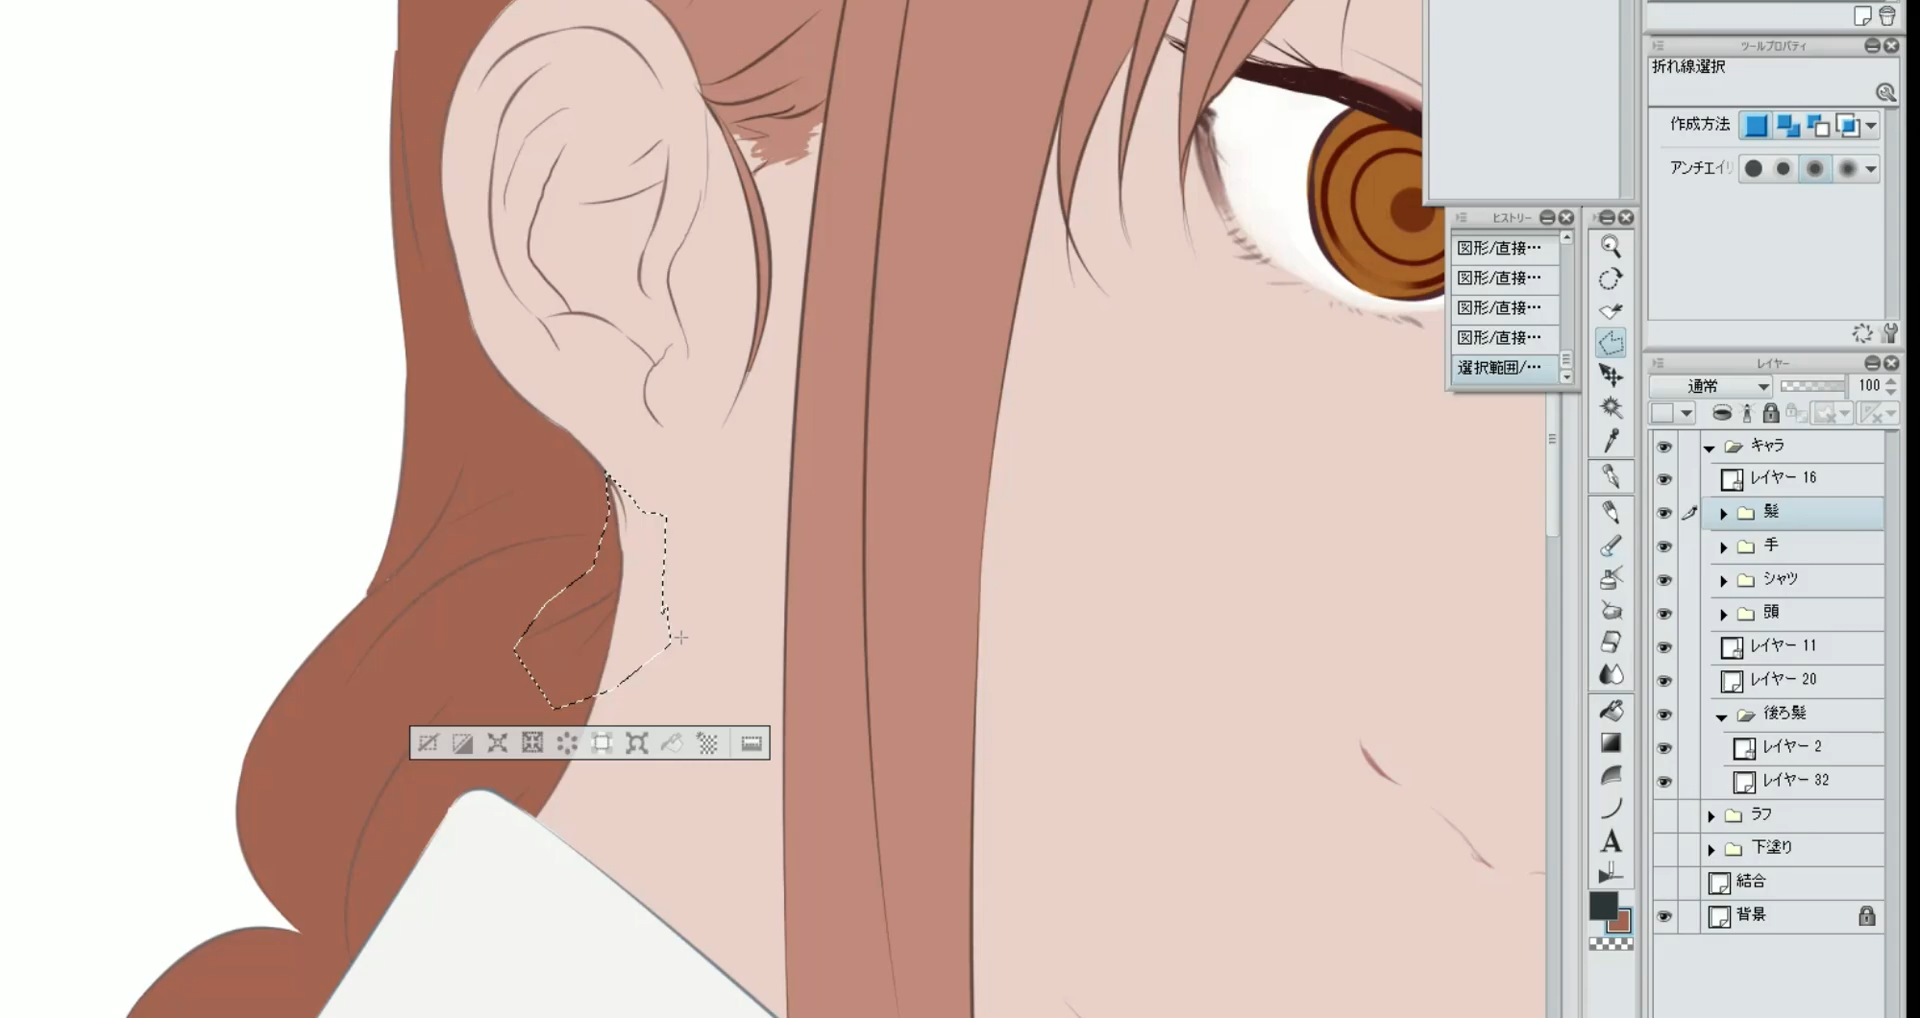 ツールプロパティ
折れ線選択
作成方法
アンチエイリ
ヒストリー
図形/直接…
図形/直接…
図形/直接…
図形/直接…
選択範囲/…
レイヤー
通常
100
キャラ
レイヤー 16
髪
手
シャツ
頭
レイヤー 11
レイヤー 20
後ろ髪
レイヤー 2
レイヤー 32
ラフ
下塗り
結合
背景
A